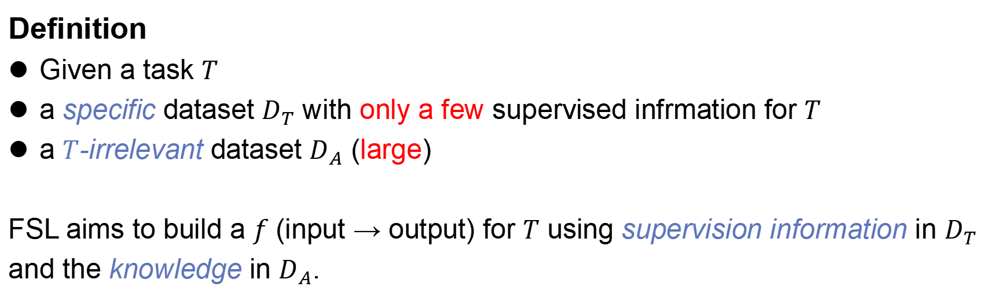 Definition
● Given a task T
● a specific dataset D_T with only a few supervised infrmation for T
● a T-irrelevant dataset D_A (large)
FSL aims to build a f (input → output) for T using supervision information in D_T
and the knowledge in D_A.